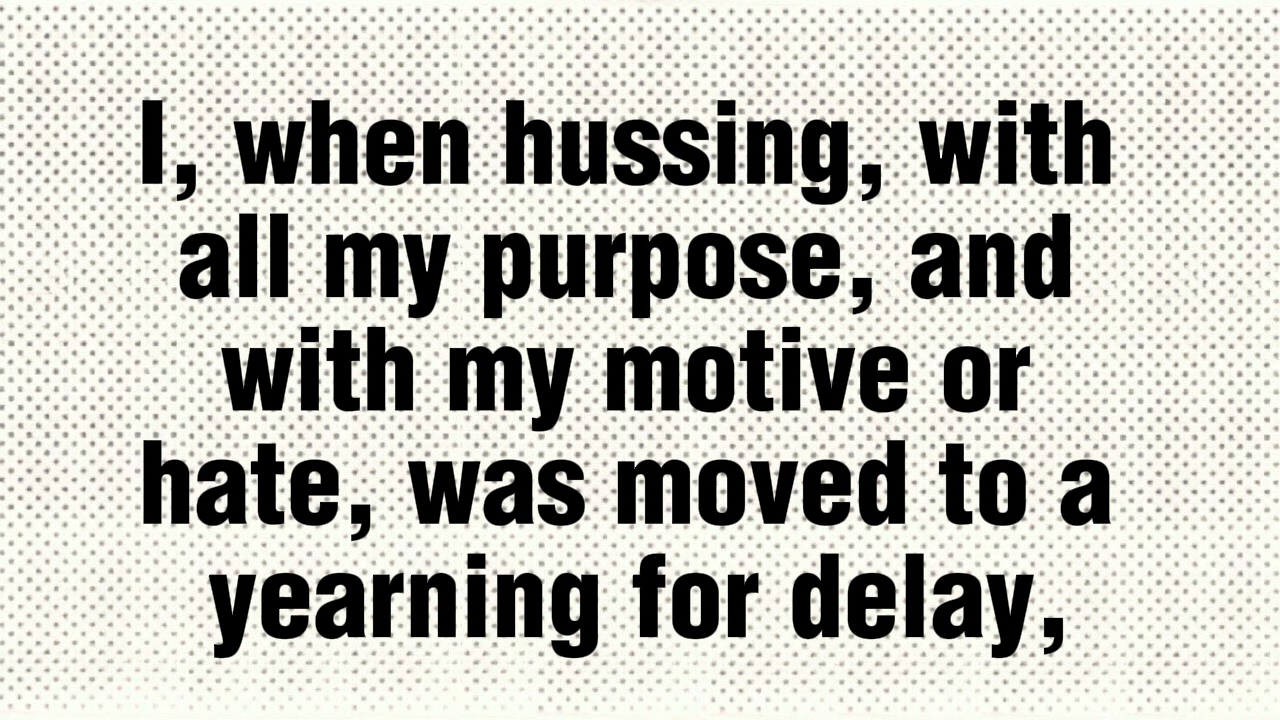 I, when hussing, with
all my purpose, and
with my motive or
hate, was moved to a
yearning for delay,